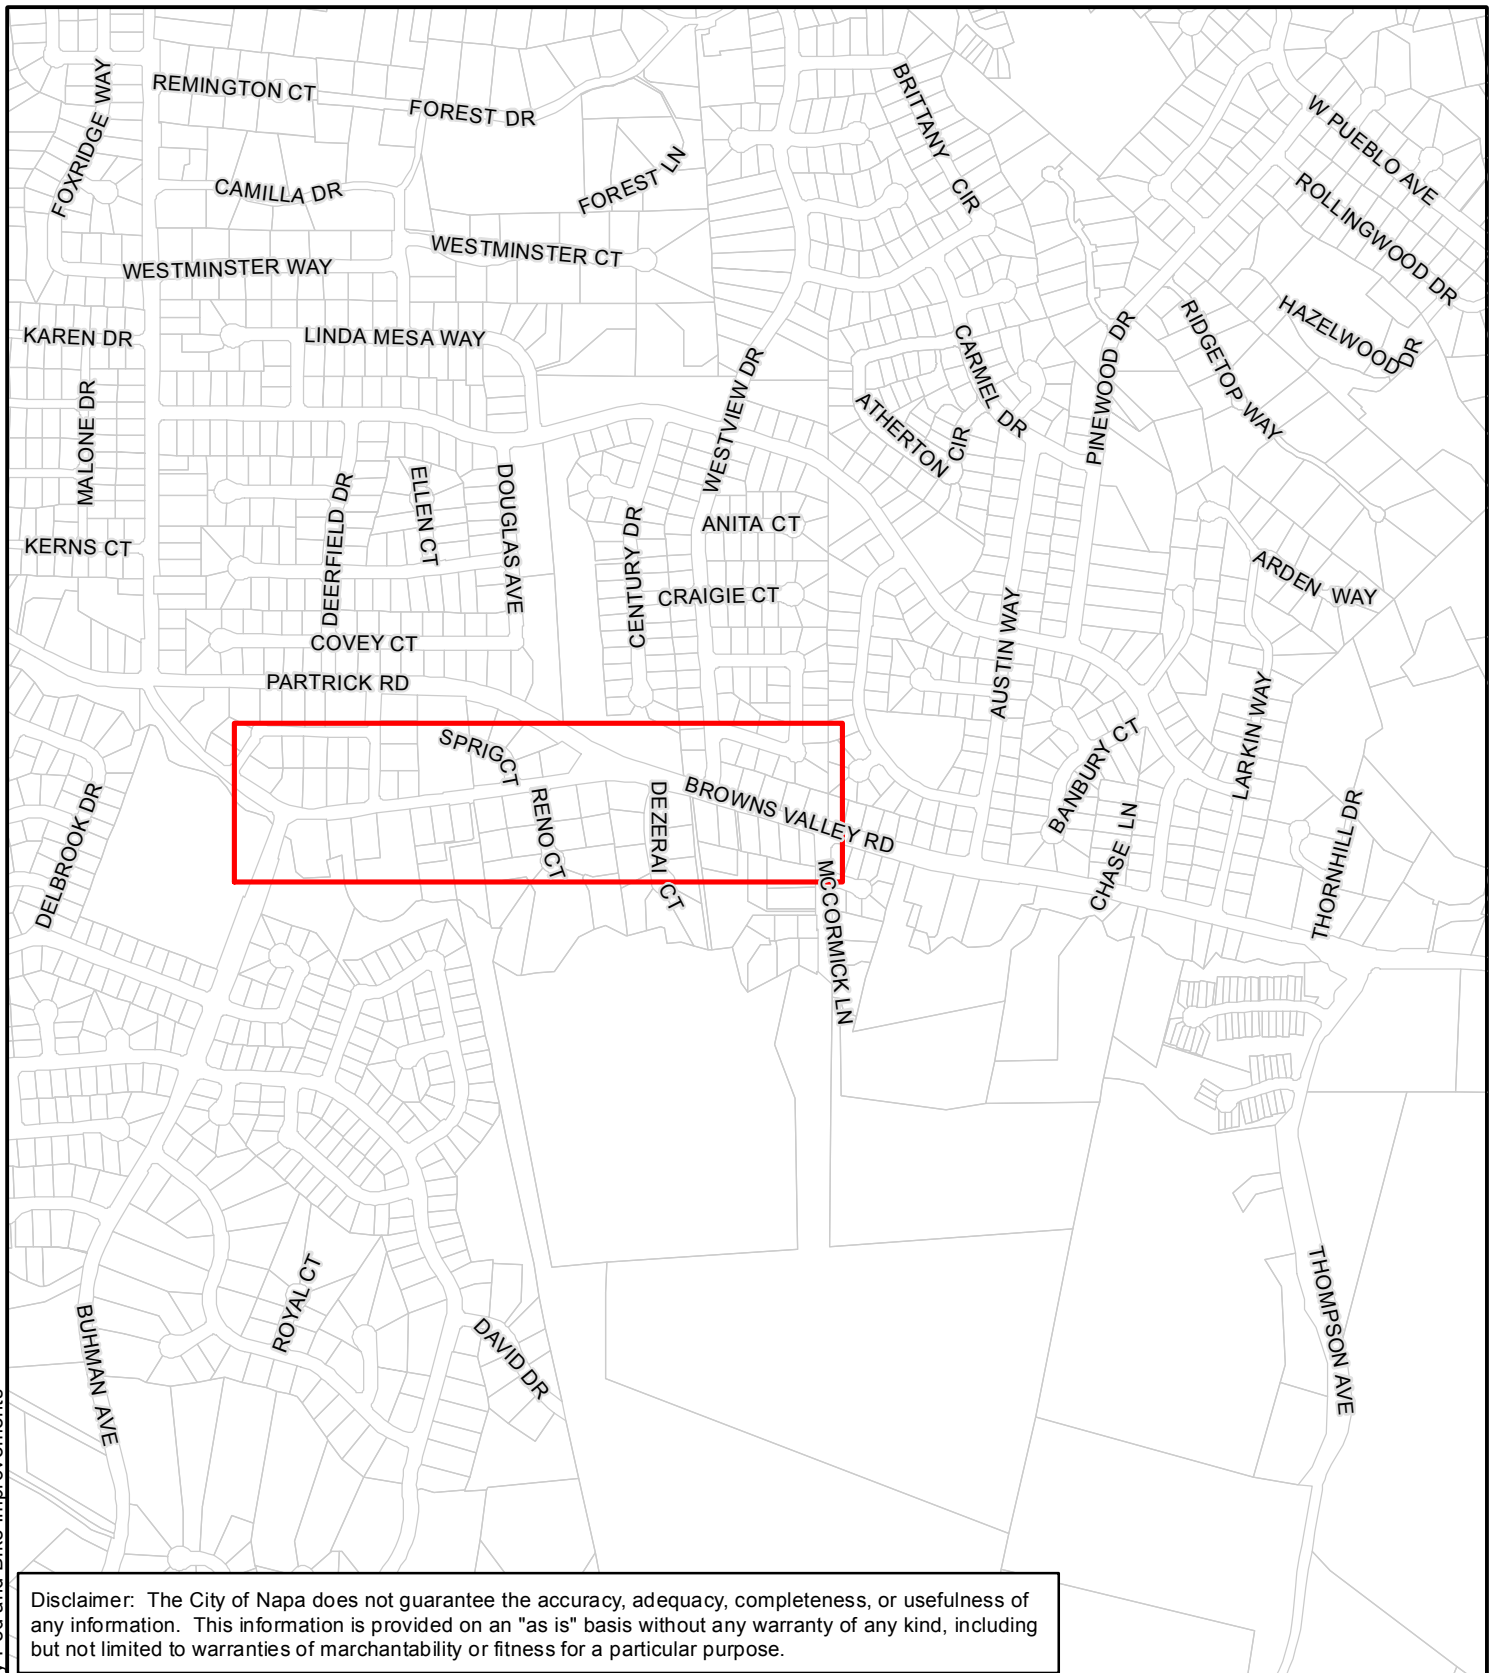 BRITTANY CIR
W PUEBLO AVE
FOXRIDGE WAY
REMINGTON CT
FOREST DR
FOREST LN
CAMILLA DR
ROLLINGWOOD DR
WESTMINSTER CT
WESTMINSTER WAY
HAZELWOOD DR
RIDGETOP WAY
KAREN DR
LINDA MESA WAY
WESTVIEW DR
CARMEL DR
PINEWOOD DR
MALONE DR
ATHERTON CIR
DEERFIELD DR
ELLEN CT
DOUGLAS AVE
CENTURY DR
ANITA CT
KERNS CT
CRAIGIE CT
AUSTIN WAY
ARDEN WAY
COVEY CT
PARTRICK RD
LARKIN WAY
BANBURY CT
SPRIG CT
RENO CT
DEZERAI CT
BROWNS VALLEY RD
DELBROOK DR
CHASE LN
THORNHILL DR
MCCORMICK LN
ROYAL CT
BUHMAN AVE
DAVID DR
THOMPSON AVE
Disclaimer: The City of Napa does not guarantee the accuracy, adequacy, completeness, or usefulness of
any information. This information is provided on an "as is" basis without any warranty of any kind, including
but not limited to warranties of marchantability or fitness for a particular purpose.